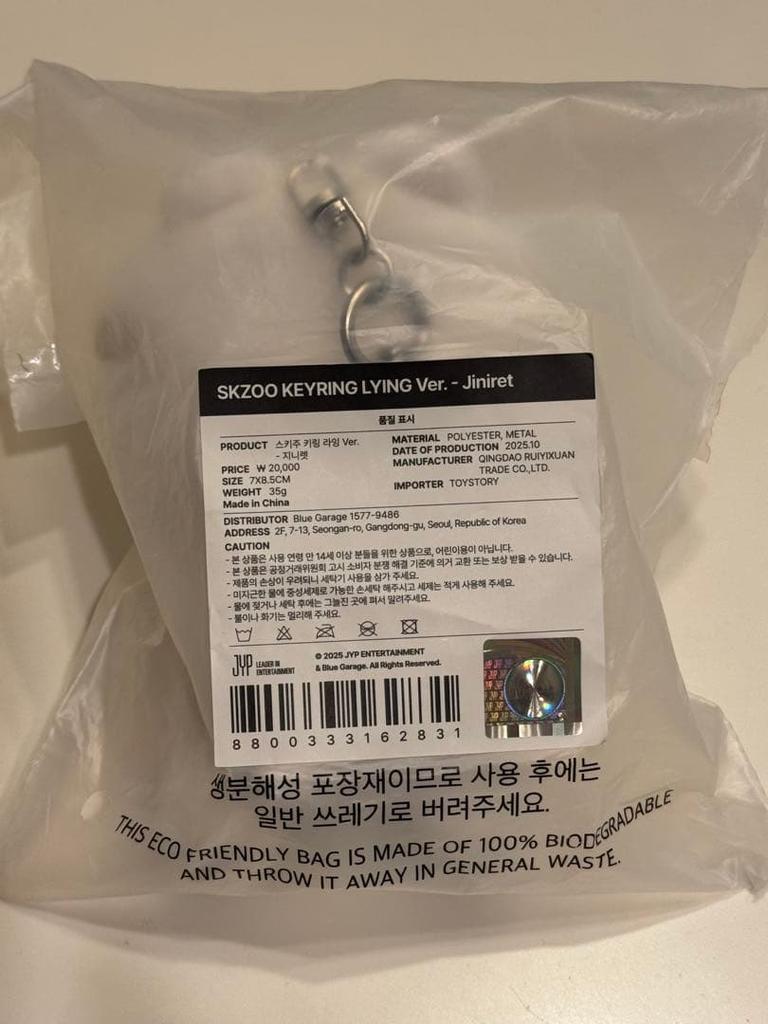 SKZOO KEYRING LYING Ver. - Jiniret
품질 표시
PRODUCT 스키주 키링 라잉 Ver.
- 지니렛
PRICE ₩ 20,000
SIZE 7X8.5CM
WEIGHT 35g
Made in China
MATERIAL POLYESTER, METAL
DATE OF PRODUCTION 2025.10
MANUFACTURER QINGDAO RUIYIXUAN
TRADE CO.,LTD.
IMPORTER TOYSTORY
DISTRIBUTOR Blue Garage 1577-9486
ADDRESS 2F, 7-13, Seongan-ro, Gangdong-gu, Seoul, Republic of Korea
CAUTION
- 본 상품은 사용 연령 만 14세 이상 분들을 위한 상품으로, 어린이용이 아닙니다.
- 본 상품은 공정거래위원회 고시 소비자 분쟁 해결 기준에 의거 교환 또는 보상 받을 수 있습니다.
- 제품의 손상이 우려되니 세탁기 사용을 삼가 주세요.
- 미지근한 물에 중성세제로 가능한 손세탁 해주시고 세제는 적게 사용해 주세요.
- 물에 젖거나 세탁 후에는 그늘진 곳에 펴서 말려주세요.
- 불이나 화기는 멀리해 주세요.
JYP LEADER IN
ENTERTAINMENT
© 2025 JYP ENTERTAINMENT
& Blue Garage. All Rights Reserved.
8800333162831
생분해성 포장재이므로 사용 후에는
일반 쓰레기로 버려주세요.
THIS ECO FRIENDLY BAG IS MADE OF 100% BIODEGRADABLE
AND THROW IT AWAY IN GENERAL WASTE.